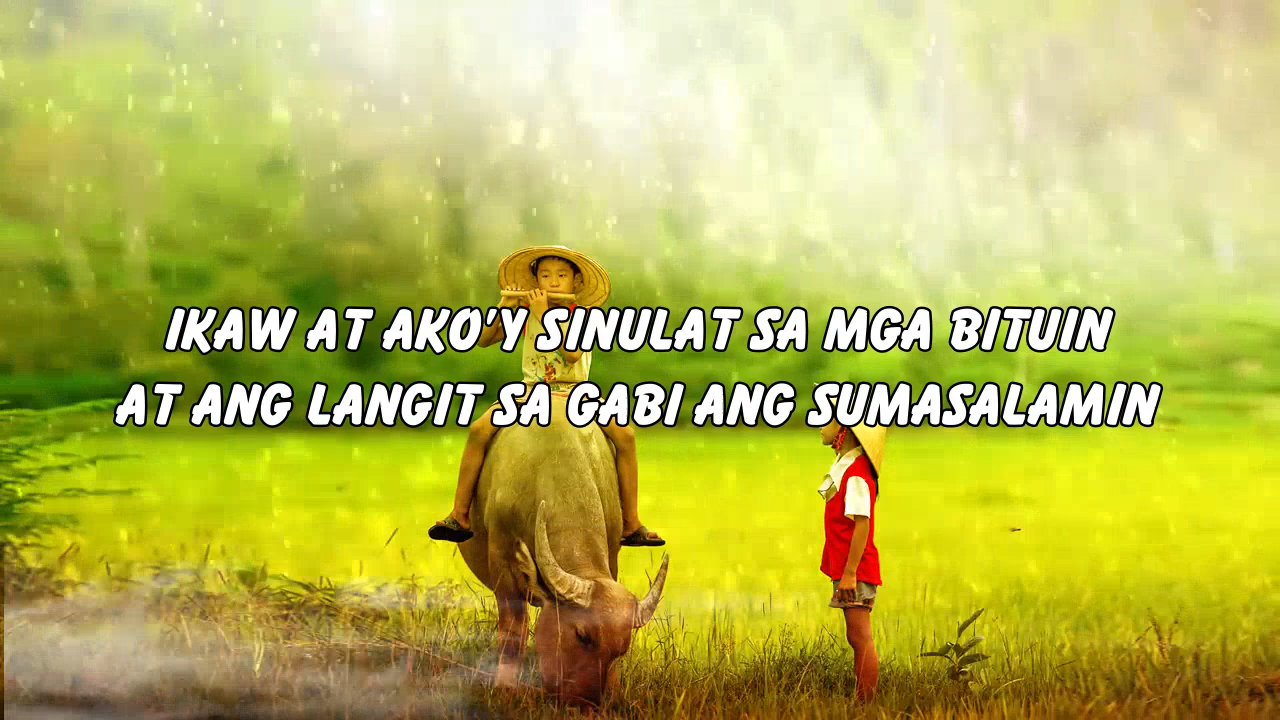 IKAW AT AKO'Y SINULAT SA MGA BITUIN
AT ANG LANGIT SA GABI ANG SUMASALAMIN